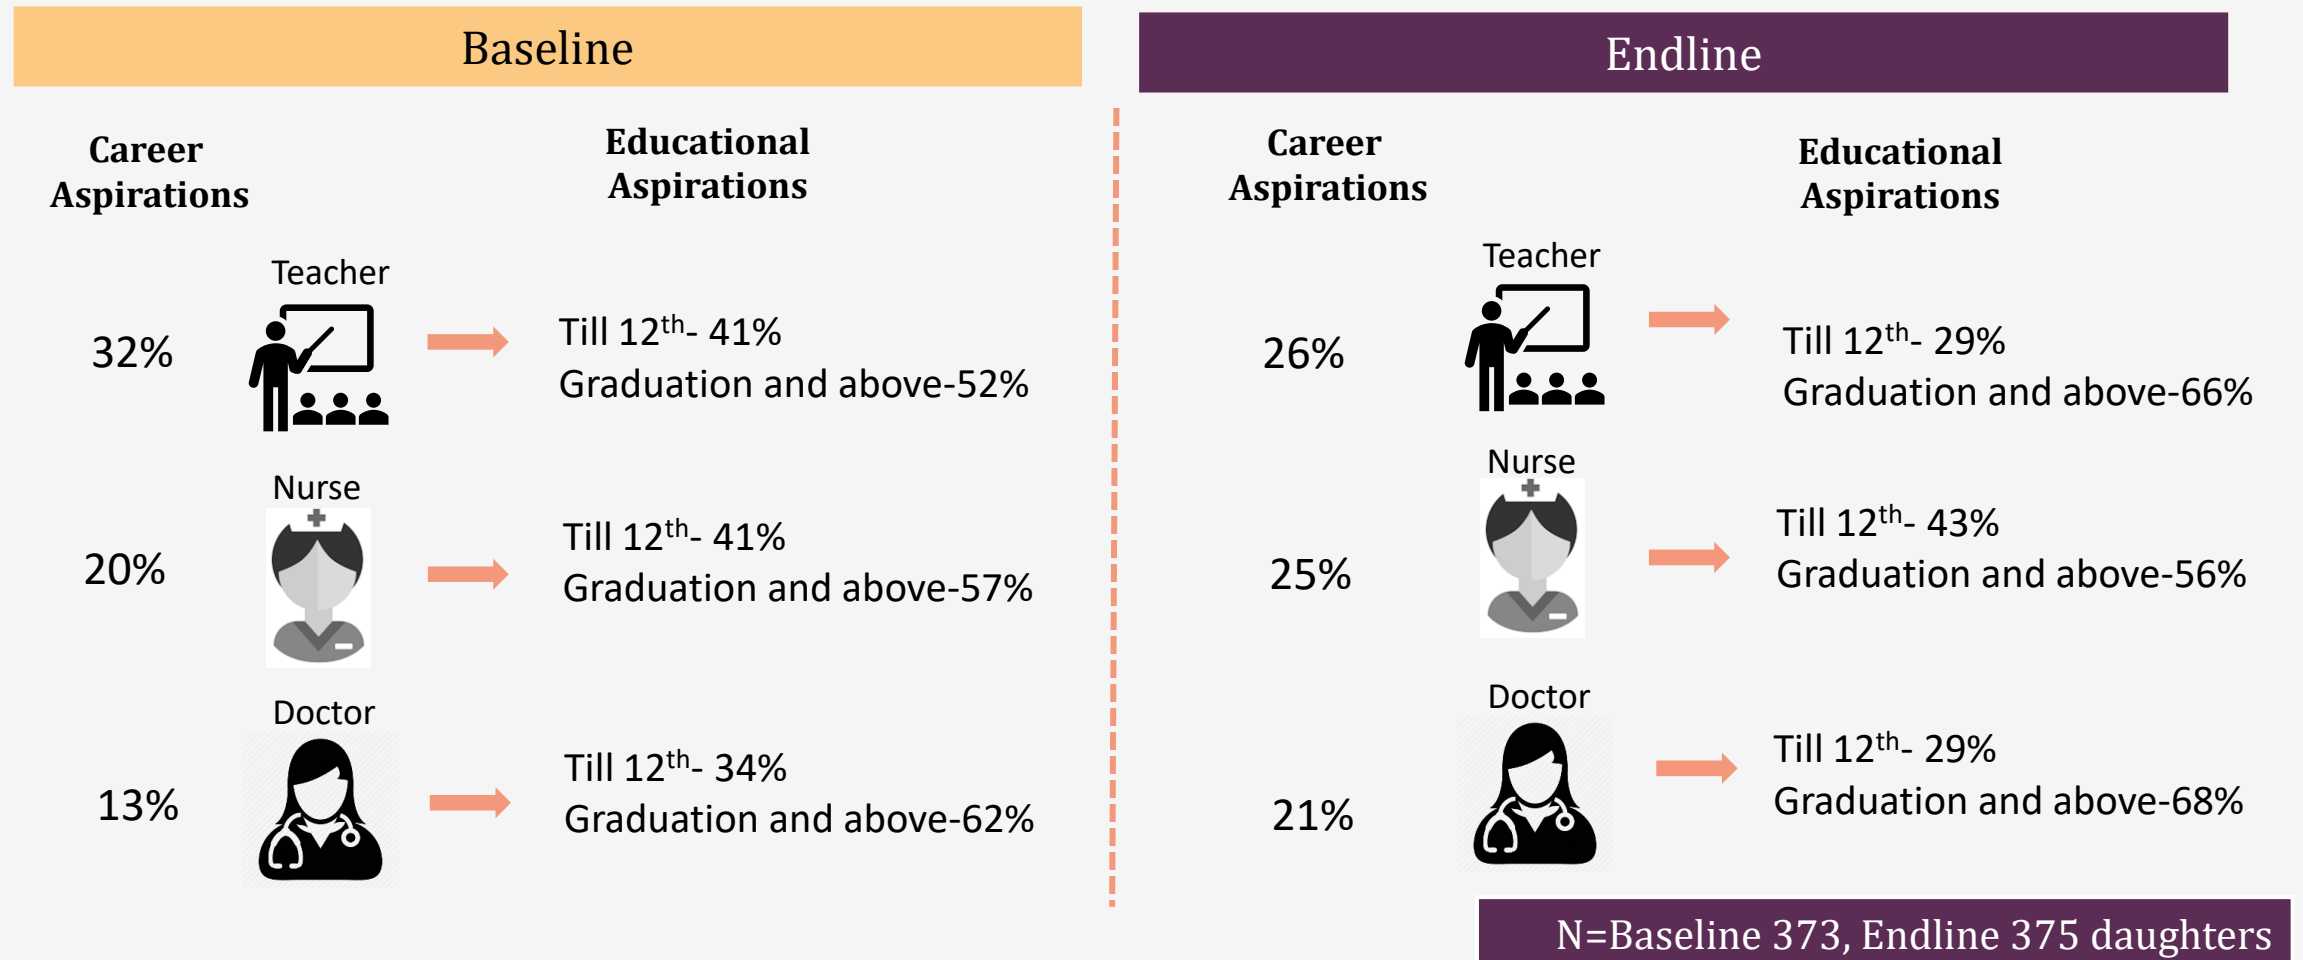 Baseline
Career
Aspirations
Educational
Aspirations
Teacher
32%
Till 12th- 41%
Graduation and above-52%
Nurse
20%
Till 12th- 41%
Graduation and above-57%
Doctor
13%
Till 12th- 34%
Graduation and above-62%
Endline
Career
Aspirations
Educational
Aspirations
Teacher
26%
Till 12th- 29%
Graduation and above-66%
Nurse
25%
Till 12th- 43%
Graduation and above-56%
Doctor
21%
Till 12th- 29%
Graduation and above-68%
N=Baseline 373, Endline 375 daughters